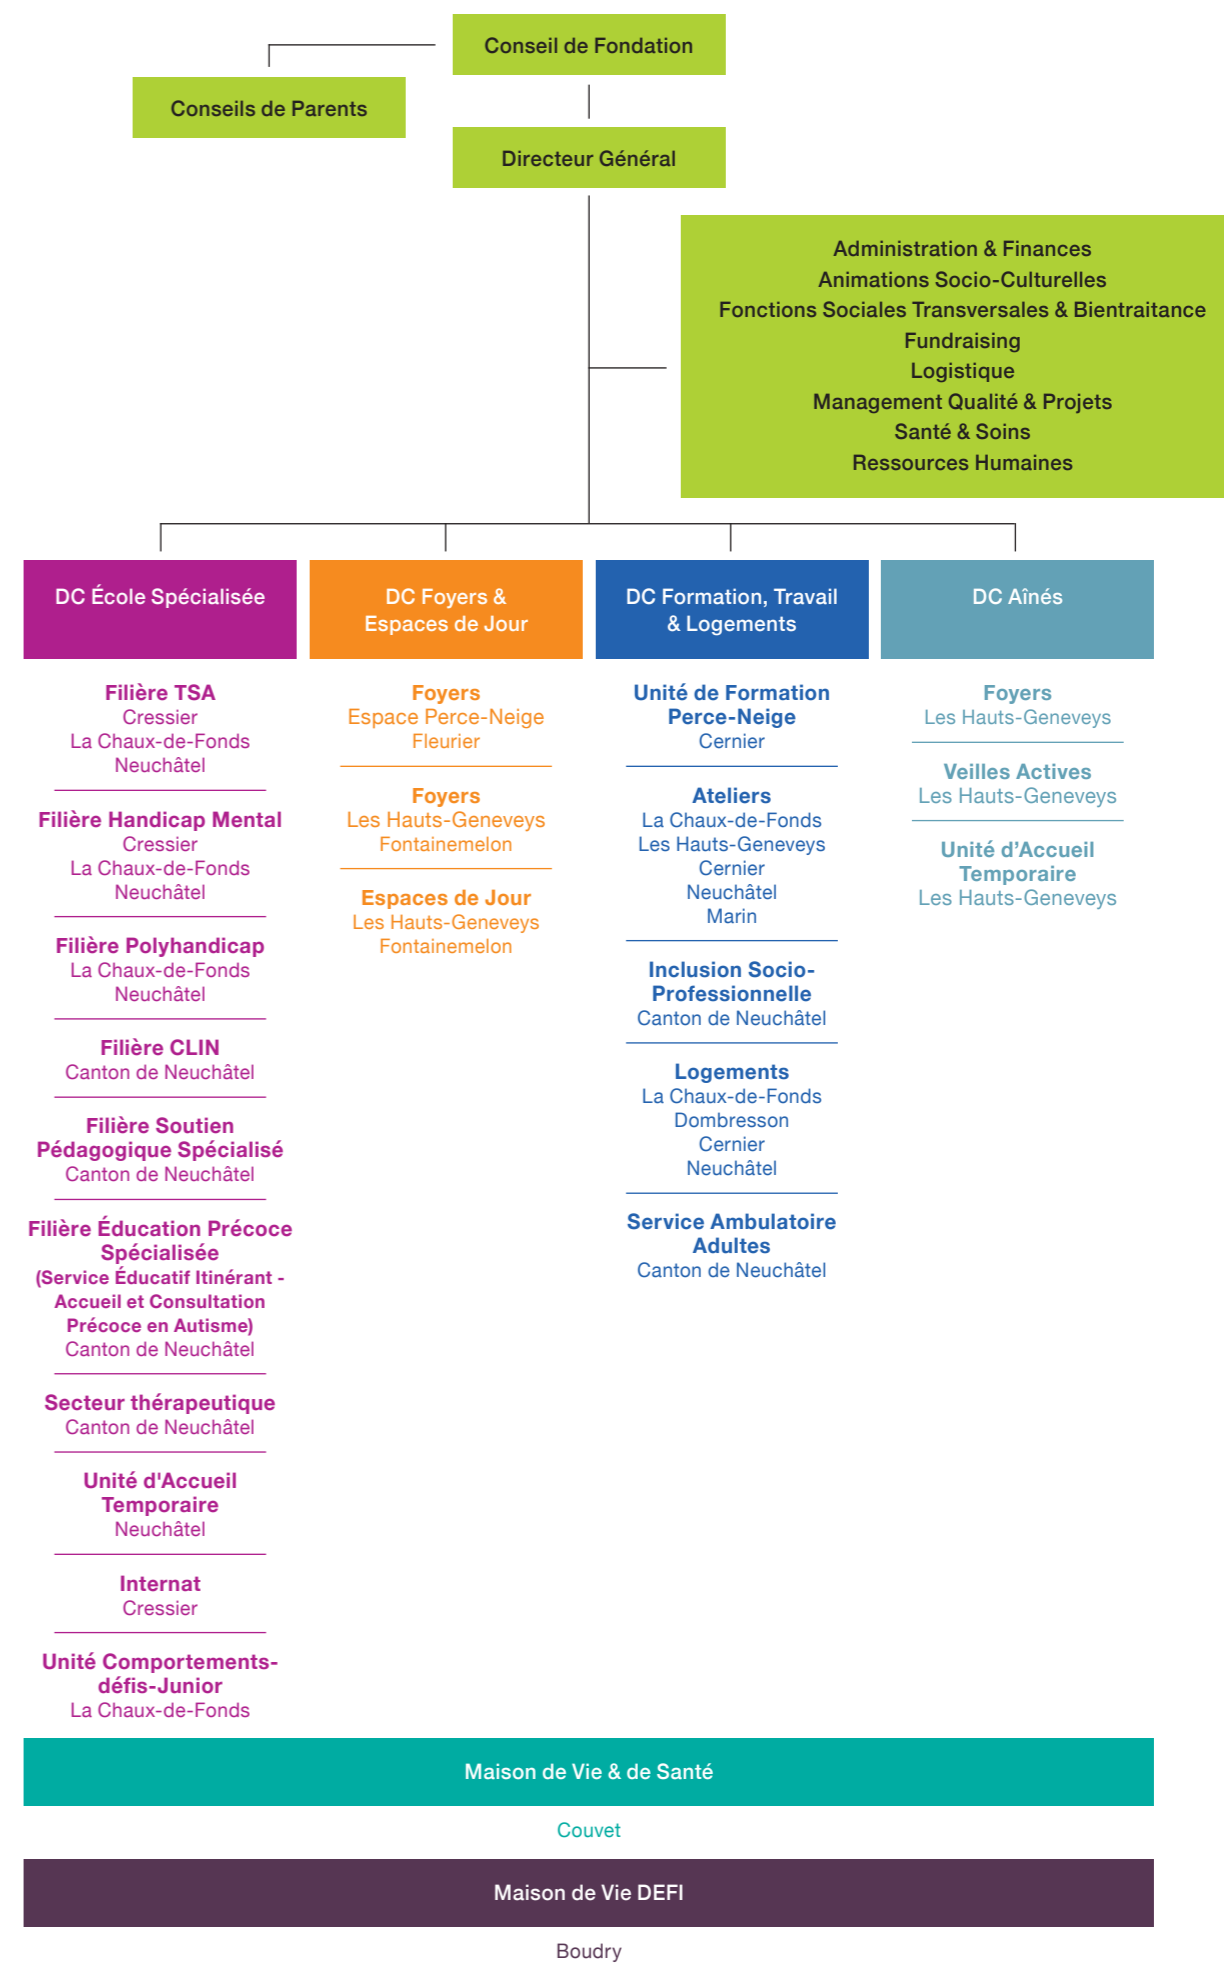 Conseil de Fondation
Conseils de Parents
Directeur Général
Administration & Finances
Animations Socio-Culturelles
Fonctions Sociales Transversales & Bientraitance
Fundraising
Logistique
Management Qualité & Projets
Santé & Soins
Ressources Humaines
DC École Spécialisée
Filière TSA
Cressier
La Chaux-de-Fonds
Neuchâtel
Filière Handicap Mental
Cressier
La Chaux-de-Fonds
Neuchâtel
Filière Polyhandicap
La Chaux-de-Fonds
Neuchâtel
Filière CLIN
Canton de Neuchâtel
Filière Soutien
Pédagogique Spécialisé
Canton de Neuchâtel
Filière Éducation Précoce
Spécialisée
(Service Éducatif Itinérant -
Accueil et Consultation
Précoce en Autisme)
Canton de Neuchâtel
Secteur thérapeutique
Canton de Neuchâtel
Unité d'Accueil
Temporaire
Neuchâtel
Internat
Cressier
Unité Comportements-
défis-Junior
La Chaux-de-Fonds
DC Foyers &
Espaces de Jour
Foyers
Espace Perce-Neige
Fleurier
Foyers
Les Hauts-Geneveys
Fontainemelon
Espaces de Jour
Les Hauts-Geneveys
Fontainemelon
DC Formation, Travail
& Logements
Unité de Formation
Perce-Neige
Cernier
Ateliers
La Chaux-de-Fonds
Les Hauts-Geneveys
Cernier
Neuchâtel
Marin
Inclusion Socio-
Professionnelle
Canton de Neuchâtel
Logements
La Chaux-de-Fonds
Dombresson
Cernier
Neuchâtel
Service Ambulatoire
Adultes
Canton de Neuchâtel
DC Aînés
Foyers
Les Hauts-Geneveys
Veilles Actives
Les Hauts-Geneveys
Unité d’Accueil
Temporaire
Les Hauts-Geneveys
Maison de Vie & de Santé
Couvet
Maison de Vie DEFI
Boudry